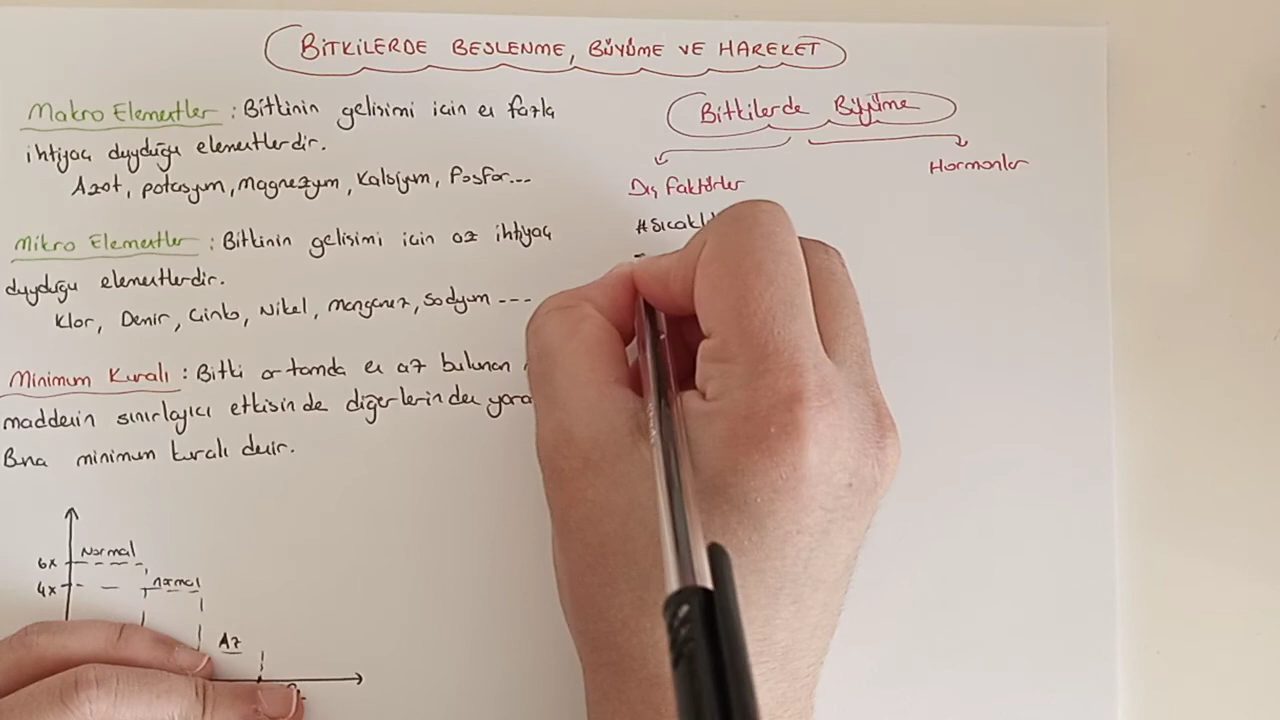 BİTKİLERDE BESLENME, BÜYÜME VE HAREKET
Makro Elementler : Bitkinin gelişimi için en fazla
ihtiyaç duyduğu elementlerdir.
Azot, potasyum, Magnezyum, Kalsiyum, Fosfor...
Mikro Elementler : Bitkinin gelişimi için az ihtiyaç
duyduğu elementlerdir.
Klor, Demir, Çinko, Nikel, manganez, Sodyum ---
Minimum Kuralı : Bitki ortamda en az bulunan
maddenin sınırlayıcı etkisinde diğerlerinden yara
Buna minimum kuralı denir.
6x Normal
4x normal
Az
Bitkilerde Büyüme
Dış faktörler
Hormonlar
#Sıcaklı